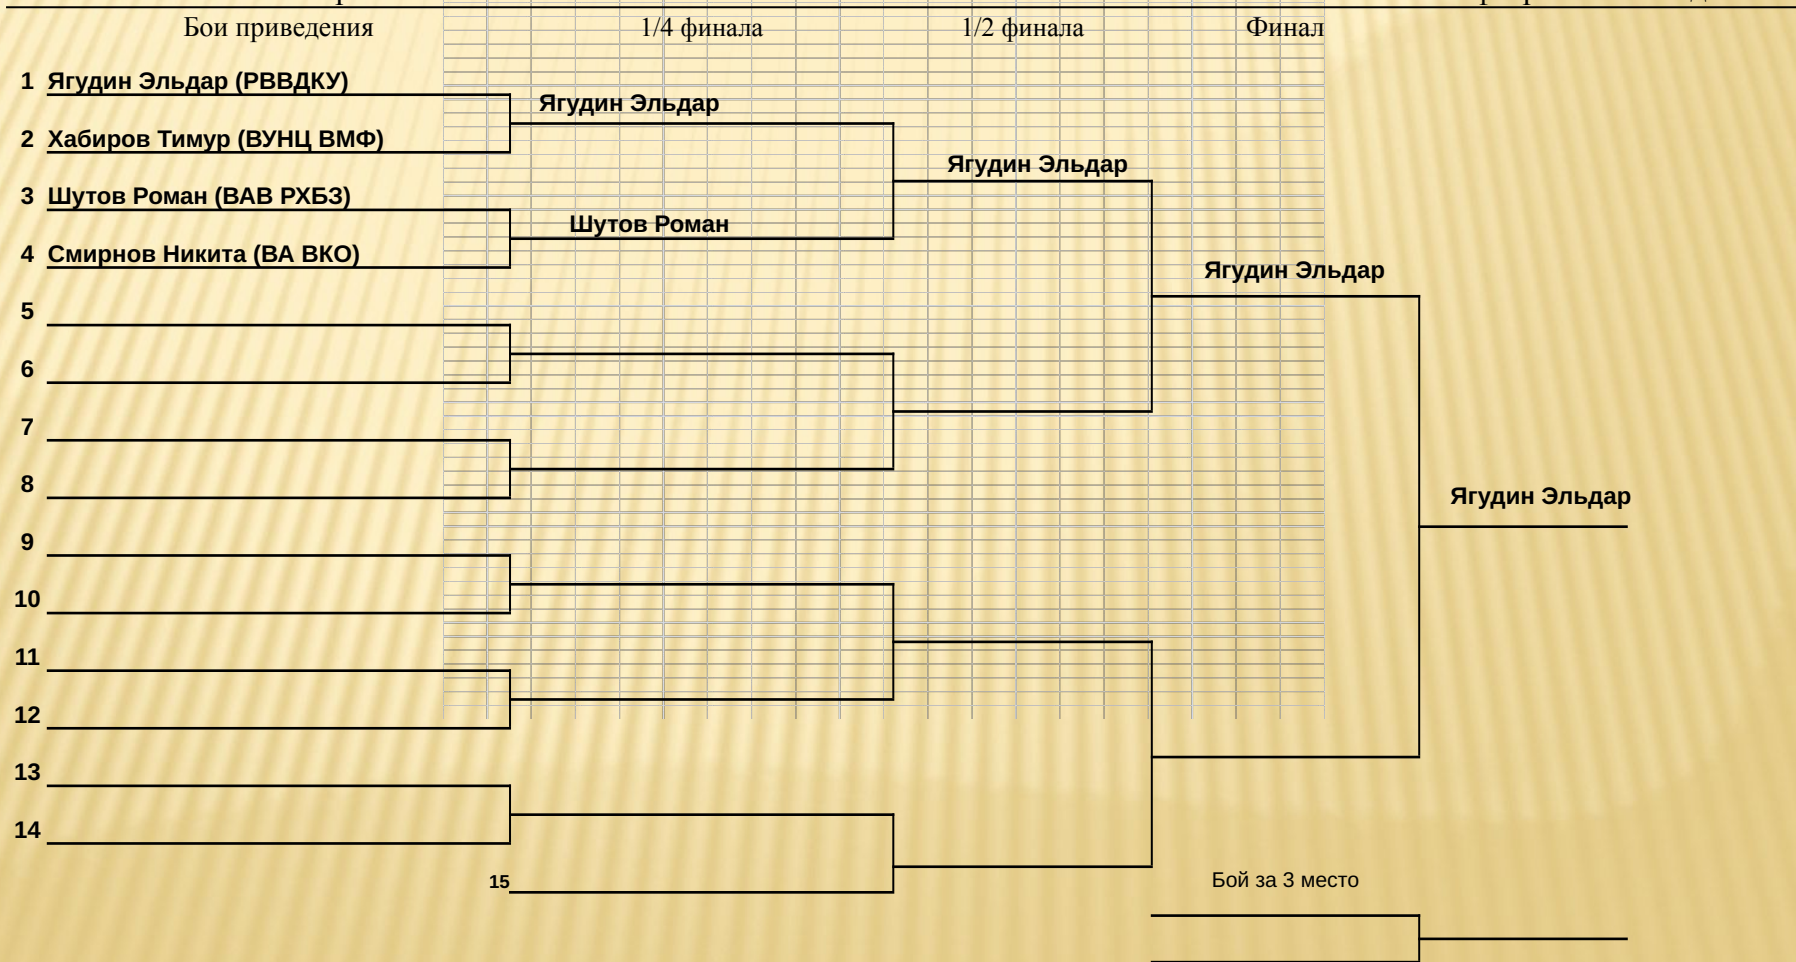 Бои приведения 1/4 финала 1/2 финала Финал
1 Ягудин Эльдар (РВВДКУ)
Ягудин Эльдар
2 Хабиров Тимур (ВУНЦ ВМФ)
Ягудин Эльдар
3 Шутов Роман (ВАВ РХБЗ)
Шутов Роман
4 Смирнов Никита (ВА ВКО)
Ягудин Эльдар
5
6
7
8
Ягудин Эльдар
9
10
11
12
13
14
15
Бой за 3 место